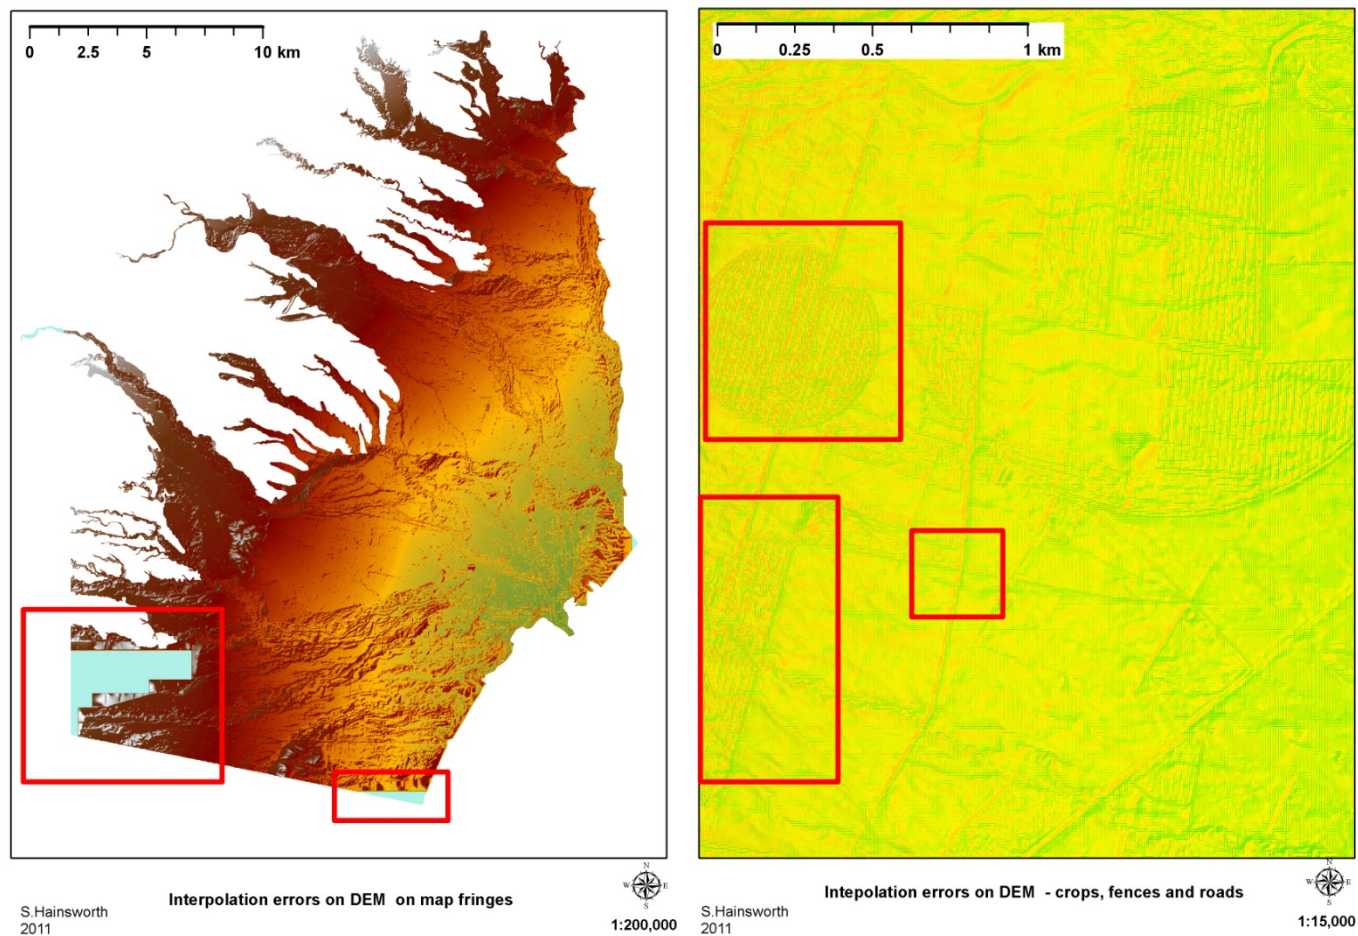 0 2.5 5 10 km
Interpolation errors on DEM on map fringes
S.Hainsworth
2011
N
W E
S
1:200,000
0 0.25 0.5 1 km
Intepolation errors on DEM - crops, fences and roads
S.Hainsworth
2011
N
W E
S
1:15,000